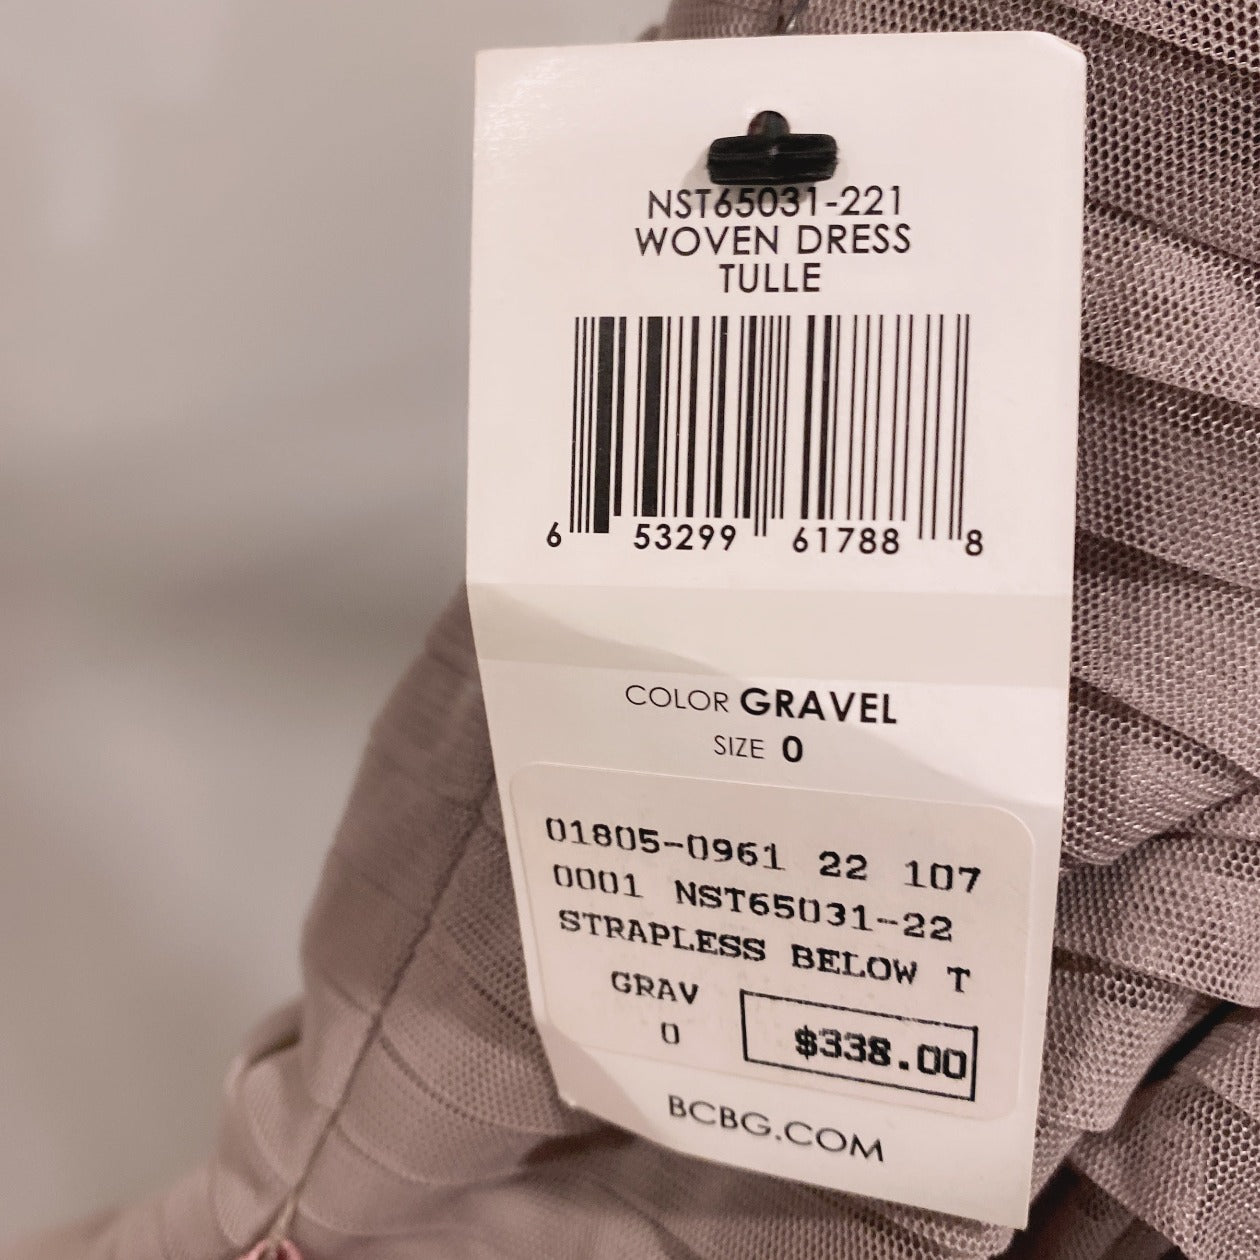 NST65031-221
WOVEN DRESS
TULLE
6 53299 61788 8
COLOR GRAVEL
SIZE 0
01805-0961 22 107
0001 NST65031-22
STRAPLESS BELOW T
GRAV
0 $338.00
BCBG.COM